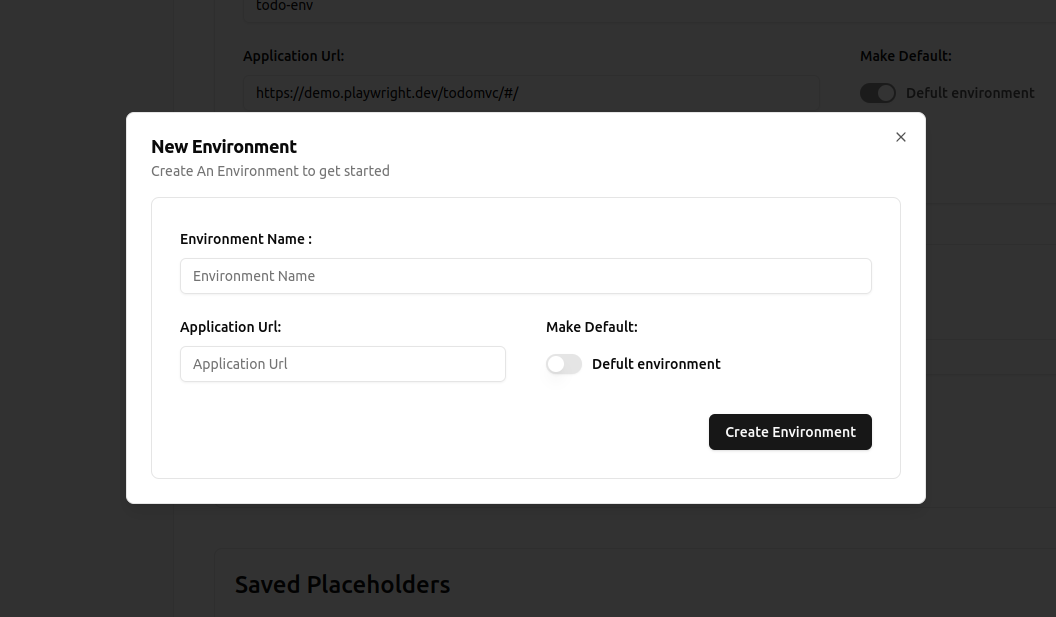 todo-env
Application Url:
Make Default:
https://demo.playwright.dev/todomvc/#/
Defult environment
New Environment
Create An Environment to get started
Environment Name :
Environment Name
Application Url:
Make Default:
Application Url
Defult environment
Create Environment
Saved Placeholders